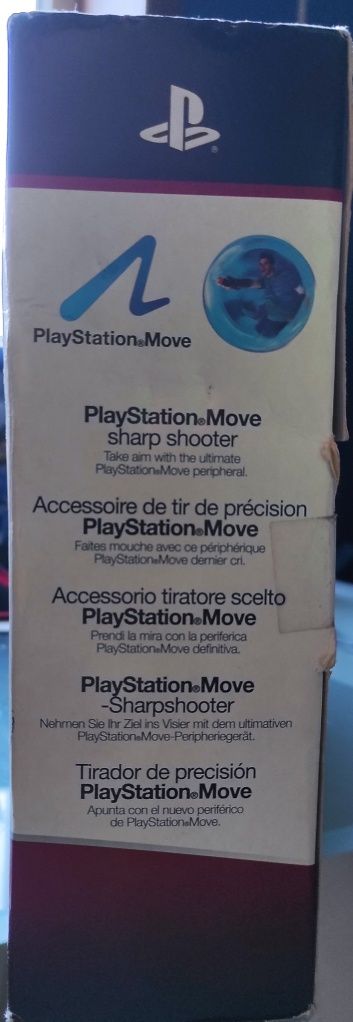 PlayStation®Move
PlayStation®Move
sharp shooter
Take aim with the ultimate
PlayStation®Move peripheral.
Accessoire de tir de précision
PlayStation®Move
Faites mouche avec ce périphérique
PlayStation®Move dernier cri.
Accessorio tiratore scelto
PlayStation®Move
Prendi la mira con la periferica
PlayStation®Move definitiva.
PlayStation®Move
-Sharpshooter
Nehmen Sie Ihr Ziel ins Visier mit dem ultimativen
PlayStation®Move-Peripheriegerät.
Tirador de precisión
PlayStation®Move
Apunta con el nuevo periférico
de PlayStation®Move.